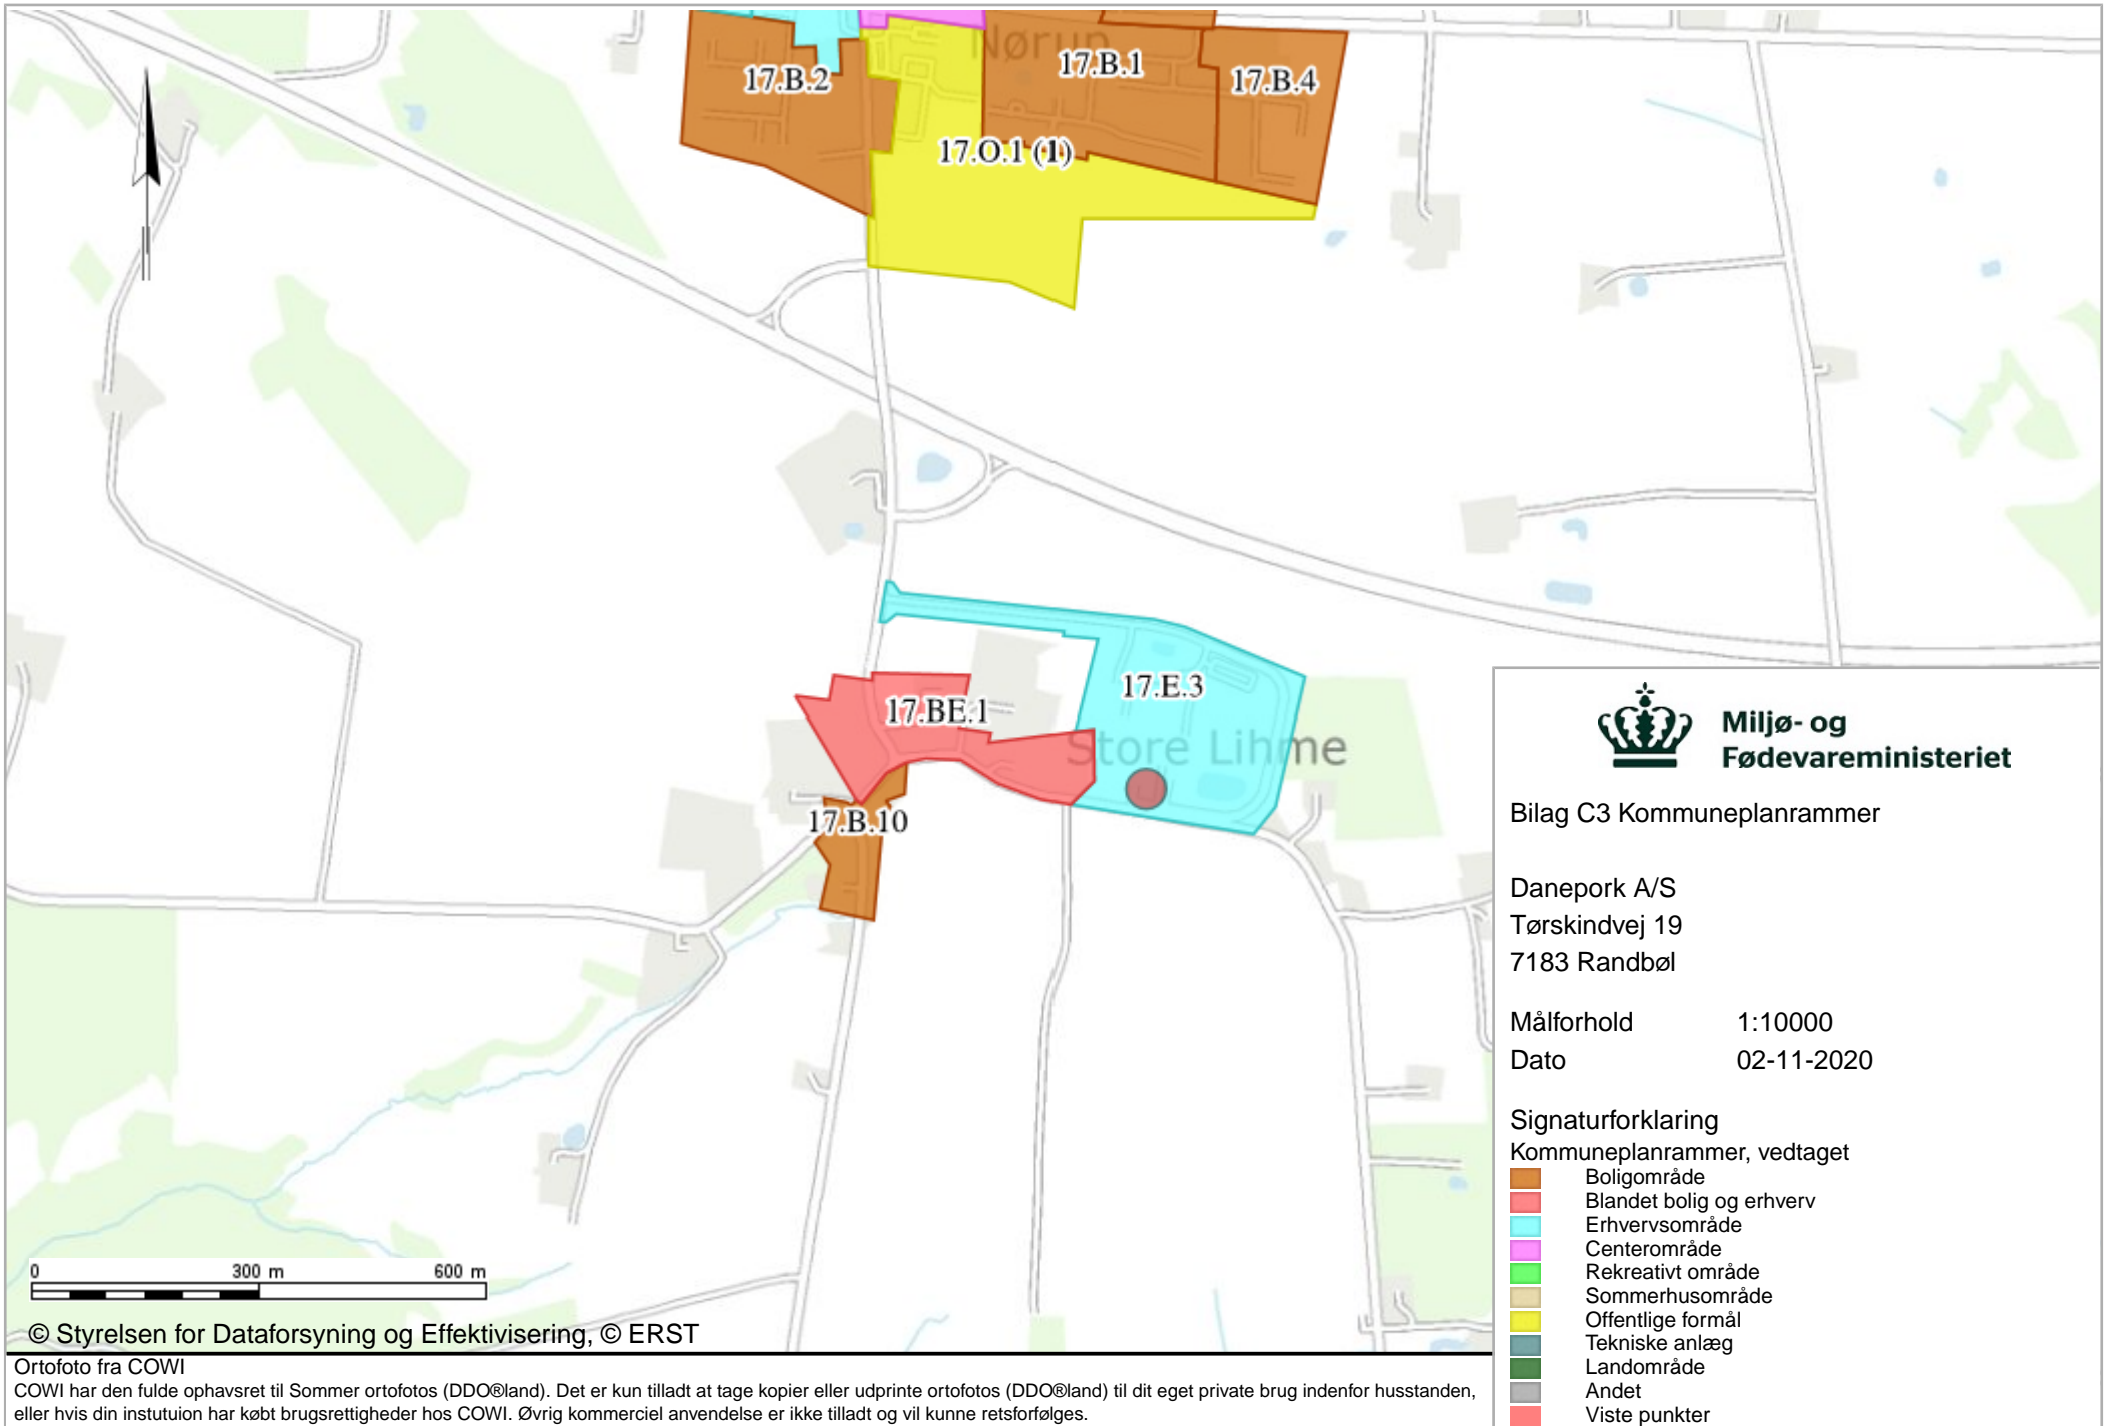 Nørup
17.B.2
17.B.1
17.B.4
17.O.1 (1)
17.E.3
17.BE.1
Store Lihme
17.B.10
0 300 m 600 m
© Styrelsen for Dataforsyning og Effektivisering, © ERST
Ortofoto fra COWI
COWI har den fulde ophavsret til Sommer ortofotos (DDO®land). Det er kun tilladt at tage kopier eller udprinte ortofotos (DDO®land) til dit eget private brug indenfor husstanden,
eller hvis din instutuion har købt brugsrettigheder hos COWI. Øvrig kommerciel anvendelse er ikke tilladt og vil kunne retsforfølges.
Miljø- og
Fødevareministeriet
Bilag C3 Kommuneplanrammer
Danepork A/S
Tørskindvej 19
7183 Randbøl
Målforhold 1:10000
Dato 02-11-2020
Signaturforklaring
Kommuneplanrammer, vedtaget
Boligområde
Blandet bolig og erhverv
Erhvervsområde
Centerområde
Rekreativt område
Sommerhusområde
Offentlige formål
Tekniske anlæg
Landområde
Andet
Viste punkter